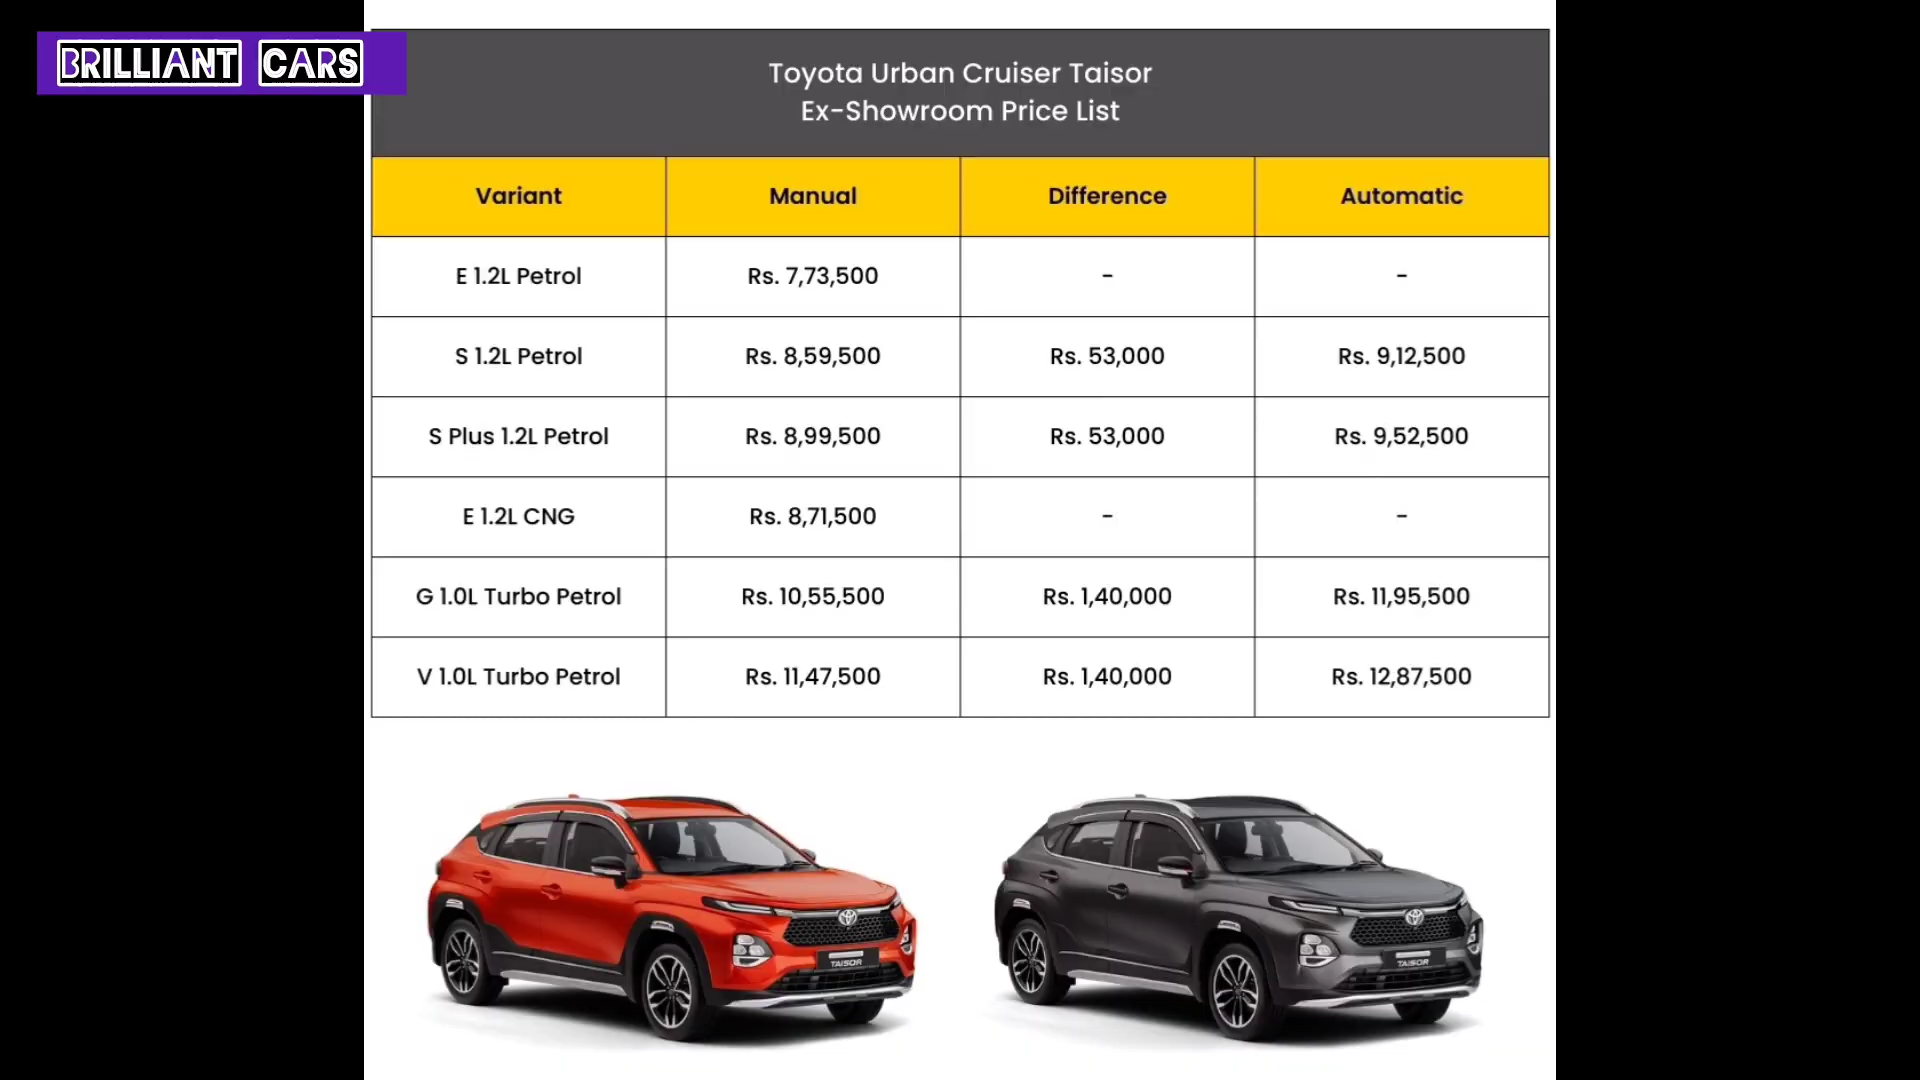 BRILLIANT CARS
Toyota Urban Cruiser Taisor
Ex-Showroom Price List
Variant Manual Difference Automatic
E 1.2L Petrol Rs. 7,73,500 - -
S 1.2L Petrol Rs. 8,59,500 Rs. 53,000 Rs. 9,12,500
S Plus 1.2L Petrol Rs. 8,99,500 Rs. 53,000 Rs. 9,52,500
E 1.2L CNG Rs. 8,71,500 - -
G 1.0L Turbo Petrol Rs. 10,55,500 Rs. 1,40,000 Rs. 11,95,500
V 1.0L Turbo Petrol Rs. 11,47,500 Rs. 1,40,000 Rs. 12,87,500
TAISOR
TAISOR